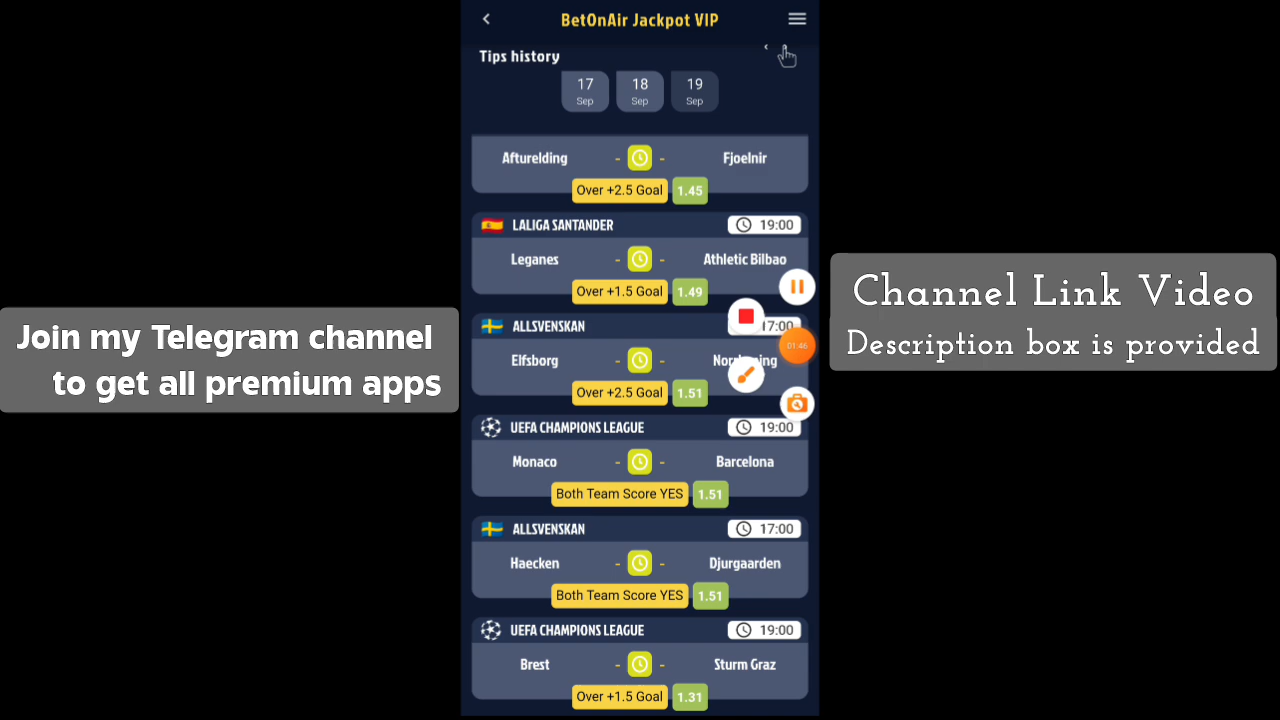 BetOnAir Jackpot VIP
Tips history
17
Sep
18
Sep
19
Sep
Afturelding - - Fjoelnir
Over +2.5 Goal 1.45
LALIGA SANTANDER 19:00
Leganes - - Athletic Bilbao
Over +1.5 Goal 1.49
ALLSVENSKAN 17:00
Elfsborg - -
Over +2.5 Goal 1.51
UEFA CHAMPIONS LEAGUE 19:00
Monaco - - Barcelona
Both Team Score YES 1.51
ALLSVENSKAN 17:00
Haecken - - Djurgaarden
Both Team Score YES 1.51
UEFA CHAMPIONS LEAGUE 19:00
Brest - - Sturm Graz
Over +1.5 Goal 1.31
01:46
Join my Telegram channel
to get all premium apps
Channel Link Video
Description box is provided